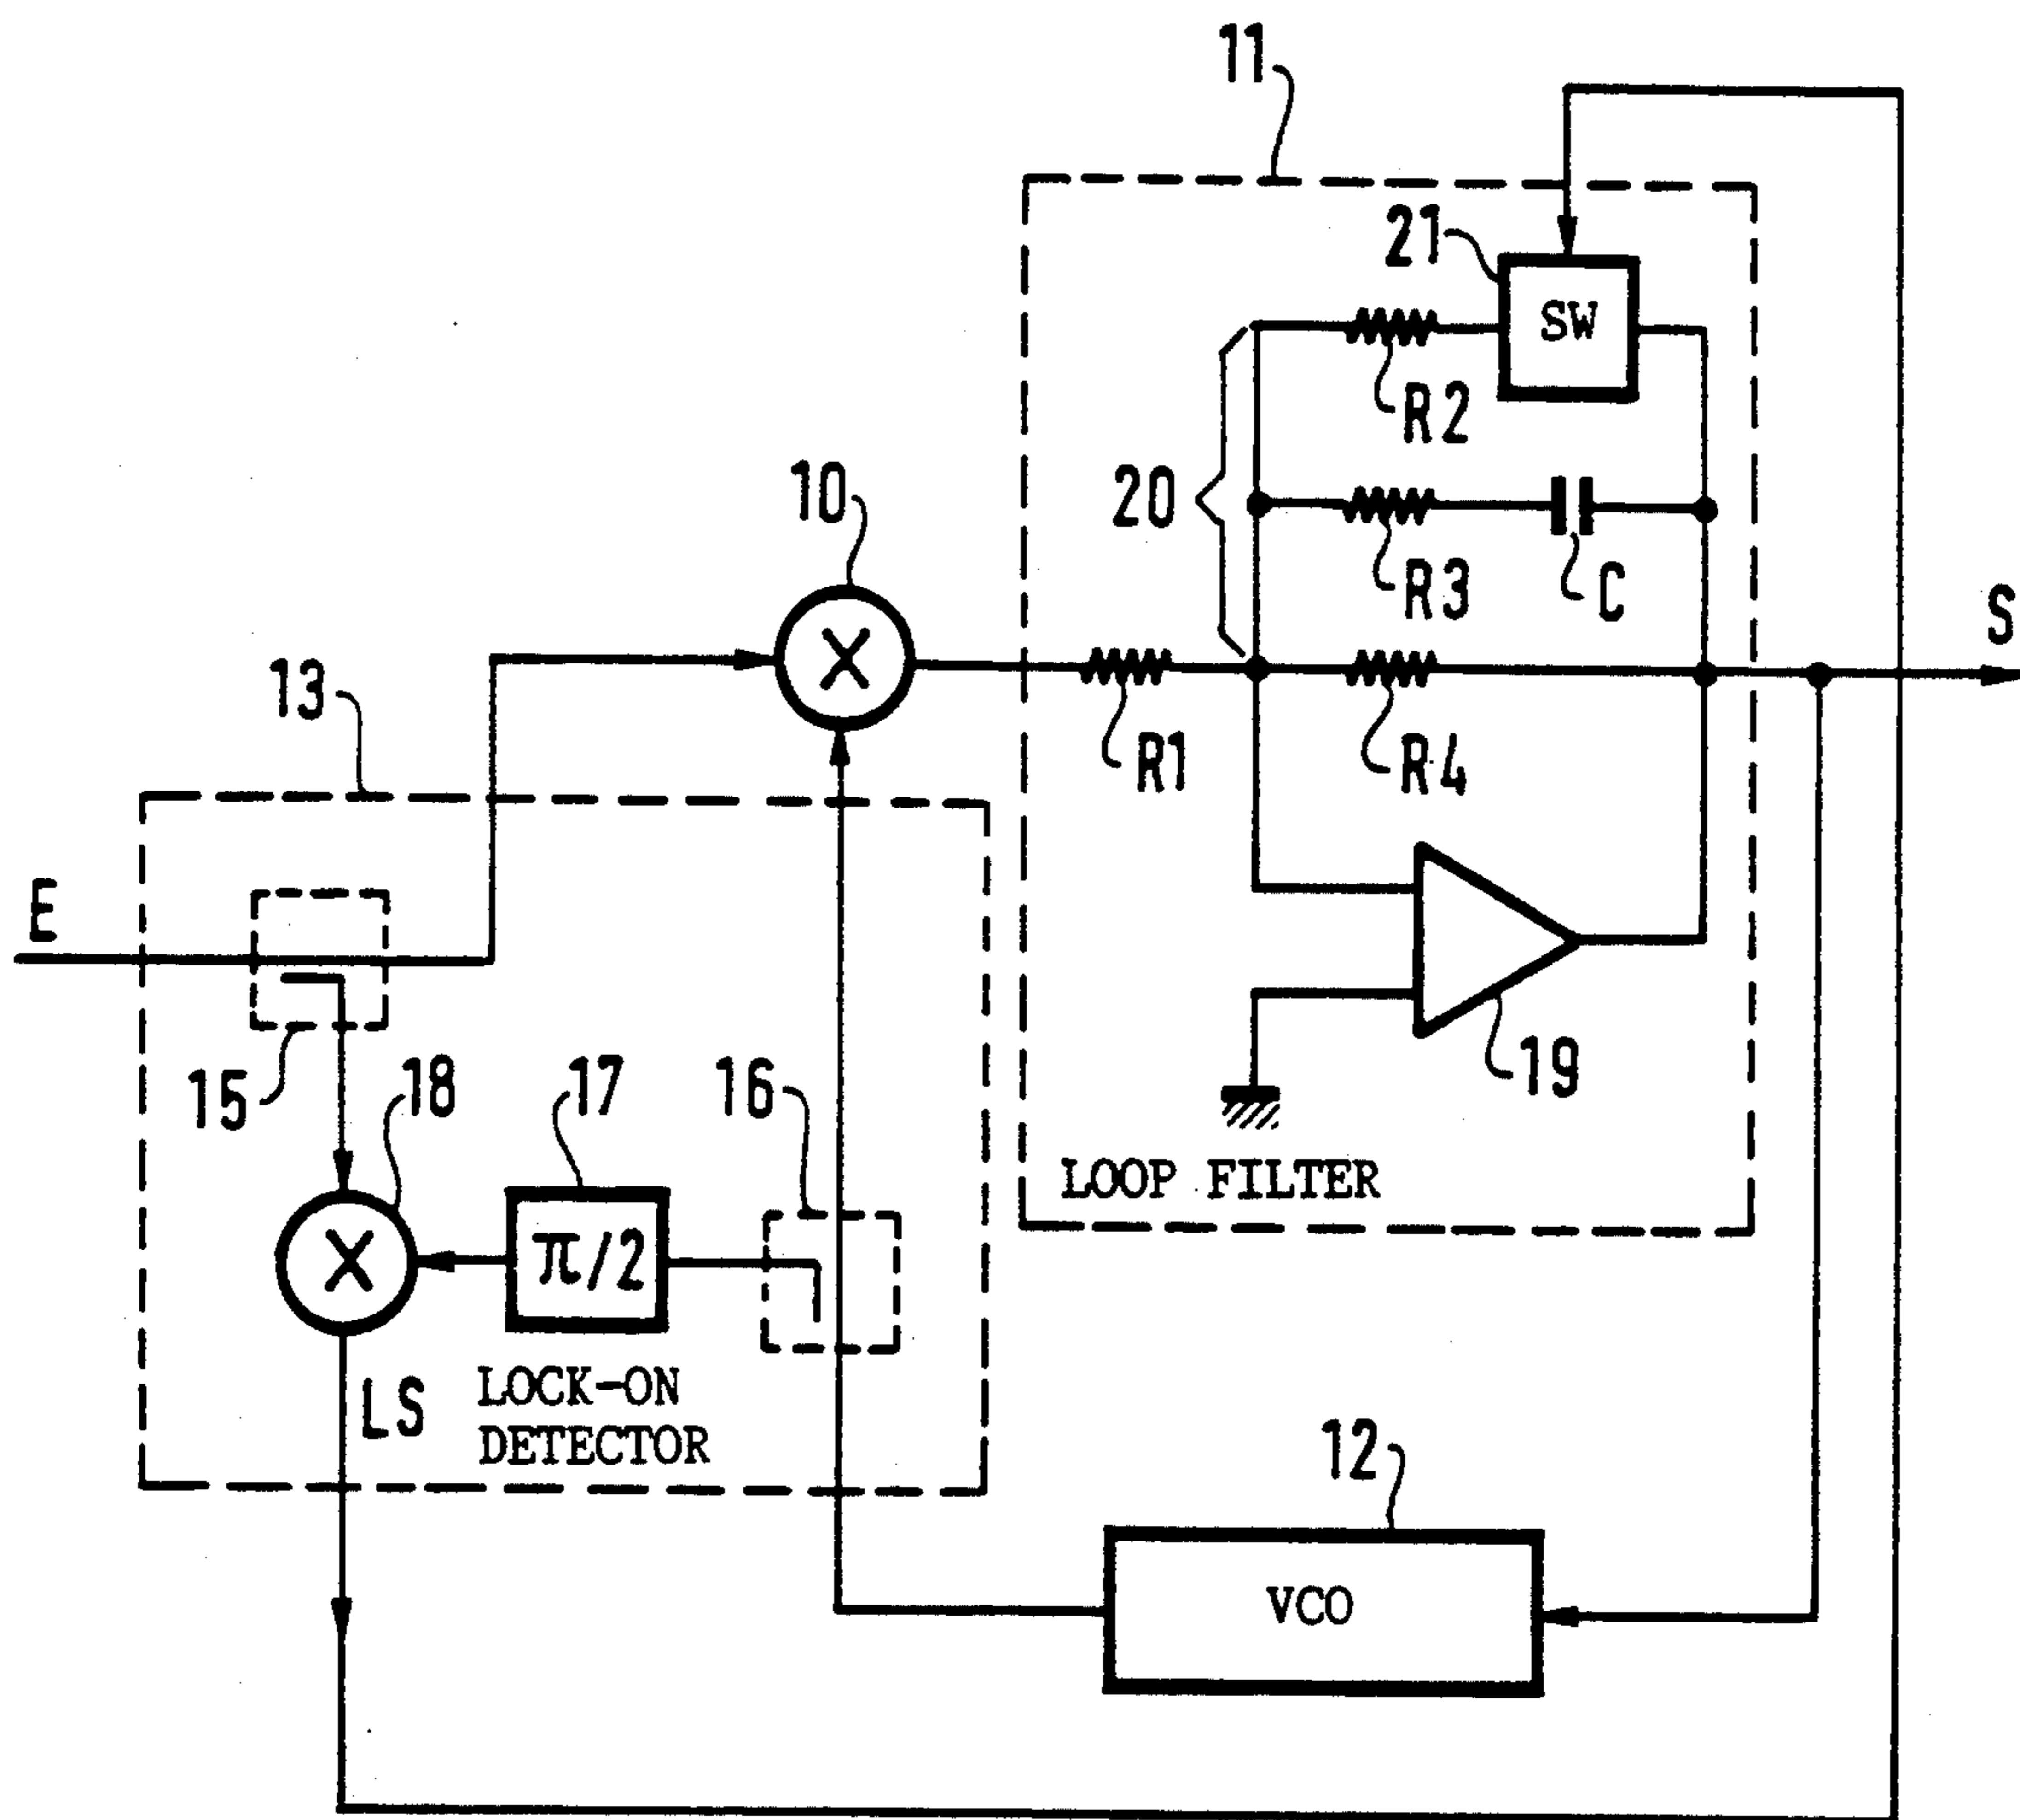 11
21
SW
R2
20
10
R3
C
S
13
R1
R4
E
15
18
17
16
19
π/2
LOOP FILTER
LS
LOCK-ON
DETECTOR
12
VCO